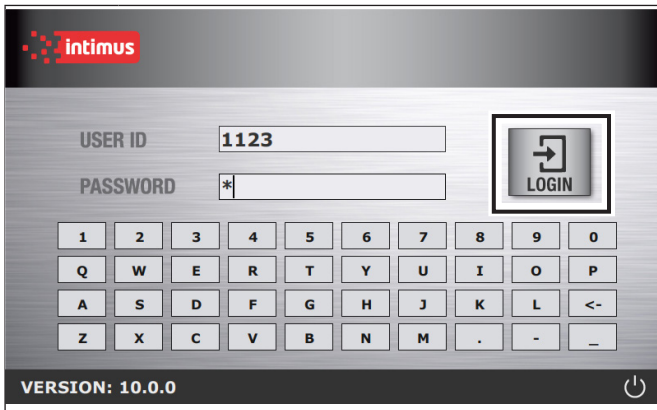 intimus
USER ID 1123
PASSWORD *
LOGIN
1 2 3 4 5 6 7 8 9 0
Q W E R T Y U I O P
A S D F G H J K L <-
Z X C V B N M . - _
VERSION: 10.0.0